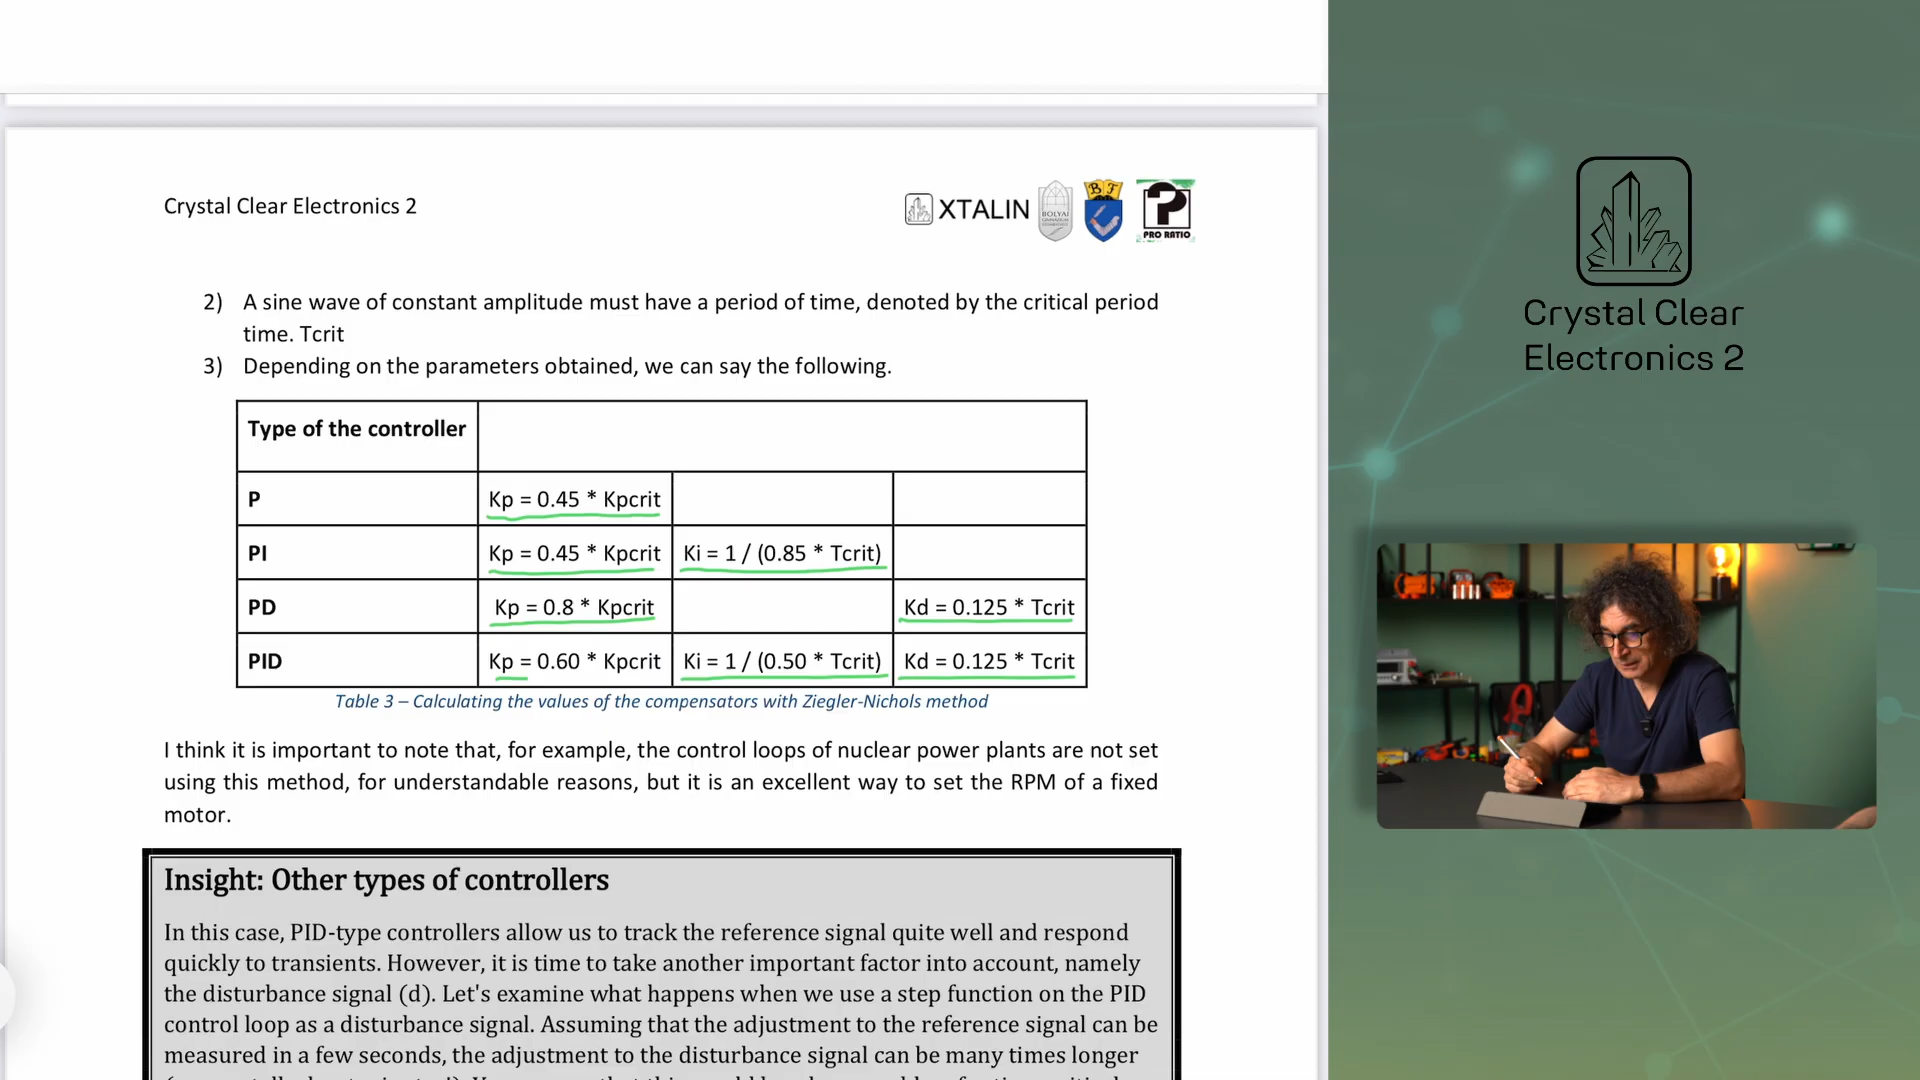 Crystal Clear Electronics 2
XTALIN
BOLYAI
B F
PRO RATIO
2) A sine wave of constant amplitude must have a period of time, denoted by the critical period
time. Tcrit
3) Depending on the parameters obtained, we can say the following.
Type of the controller
P Kp = 0.45 * Kpcrit
PI Kp = 0.45 * Kpcrit Ki = 1 / (0.85 * Tcrit)
PD Kp = 0.8 * Kpcrit Kd = 0.125 * Tcrit
PID Kp = 0.60 * Kpcrit Ki = 1 / (0.50 * Tcrit) Kd = 0.125 * Tcrit
Table 3 – Calculating the values of the compensators with Ziegler-Nichols method
I think it is important to note that, for example, the control loops of nuclear power plants are not set
using this method, for understandable reasons, but it is an excellent way to set the RPM of a fixed
motor.
Insight: Other types of controllers
In this case, PID-type controllers allow us to track the reference signal quite well and respond
quickly to transients. However, it is time to take another important factor into account, namely
the disturbance signal (d). Let's examine what happens when we use a step function on the PID
control loop as a disturbance signal. Assuming that the adjustment to the reference signal can be
measured in a few seconds, the adjustment to the disturbance signal can be many times longer
Crystal Clear
Electronics 2